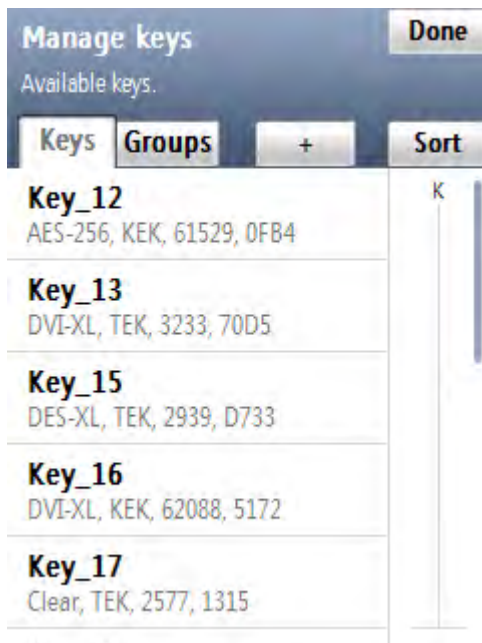 Manage keys
Done
Available keys.
Keys
Groups
+
Sort
K
Key_12
AES-256, KEK, 61529, 0FB4
Key_13
DVI-XL, TEK, 3233, 70D5
Key_15
DES-XL, TEK, 2939, D733
Key_16
DVI-XL, KEK, 62088, 5172
Key_17
Clear, TEK, 2577, 1315